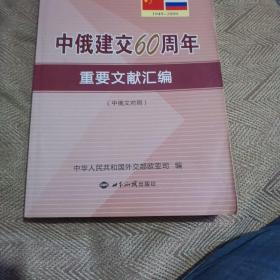 1949-2009
中俄建交60周年
重要文献汇编
(中俄文对照)
中华人民共和国外交部欧亚司 编
世界知识出版社